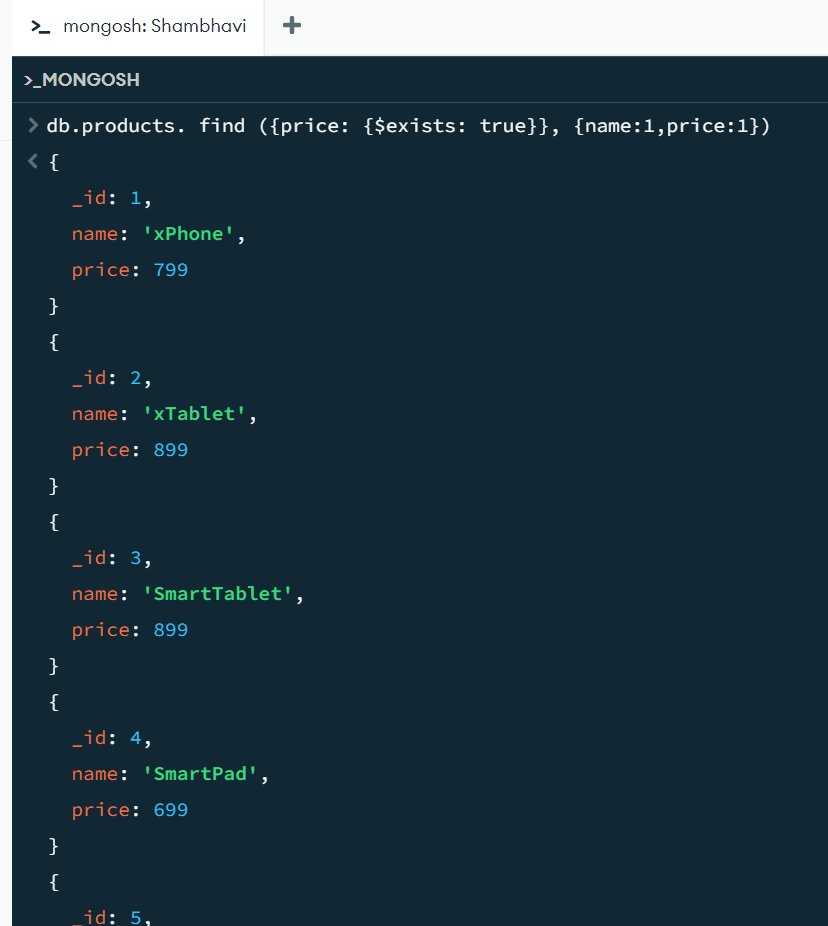 >_ mongosh: Shambhavi +
>_MONGOSH
> db.products. find ({price: {$exists: true}}, {name:1,price:1})
< {
_id: 1,
name: 'xPhone',
price: 799
}
{
_id: 2,
name: 'xTablet',
price: 899
}
{
_id: 3,
name: 'SmartTablet',
price: 899
}
{
_id: 4,
name: 'SmartPad',
price: 699
}
{
_id: 5,